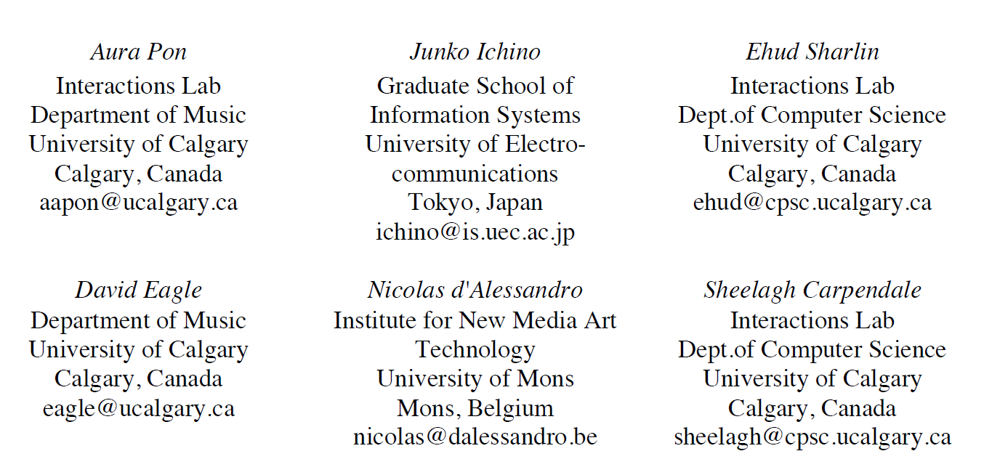 Aura Pon
Interactions Lab
Department of Music
University of Calgary
Calgary, Canada
aapon@ucalgary.ca
Junko Ichino
Graduate School of
Information Systems
University of Electro-
communications
Tokyo, Japan
ichino@is.uec.ac.jp
Ehud Sharlin
Interactions Lab
Dept.of Computer Science
University of Calgary
Calgary, Canada
ehud@cpsc.ucalgary.ca
David Eagle
Department of Music
University of Calgary
Calgary, Canada
eagle@ucalgary.ca
Nicolas d'Alessandro
Institute for New Media Art
Technology
University of Mons
Mons, Belgium
nicolas@dalessandro.be
Sheelagh Carpendale
Interactions Lab
Dept.of Computer Science
University of Calgary
Calgary, Canada
sheelagh@cpsc.ucalgary.ca